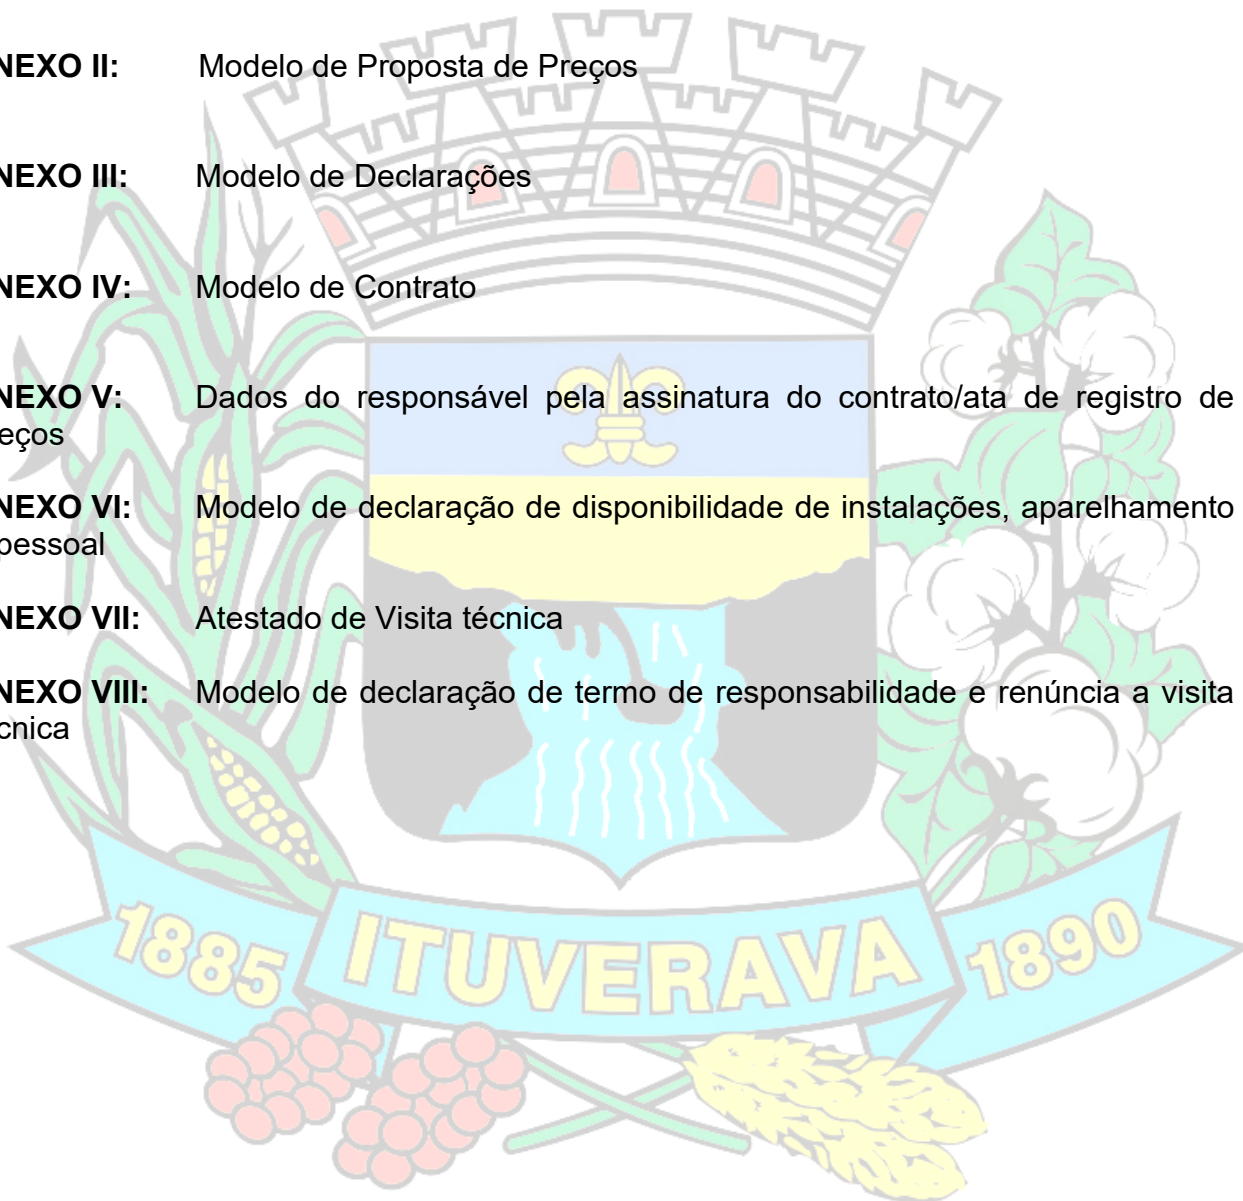 NEXO II: Modelo de Proposta de Preços
NEXO III: Modelo de Declarações
NEXO IV: Modelo de Contrato
NEXO V: Dados do responsável pela assinatura do contrato/ata de registro de
eços
NEXO VI: Modelo de declaração de disponibilidade de instalações, aparelhamento
pessoal
NEXO VII: Atestado de Visita técnica
NEXO VIII: Modelo de declaração de termo de responsabilidade e renúncia a visita
cnica
1885 ITUVERAVA 1890